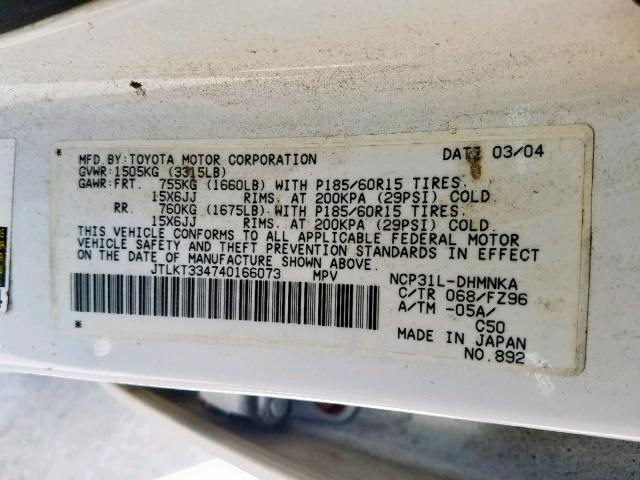 MFD BY:TOYOTA MOTOR CORPORATION DATE 03/04
GVWR:1505KG (3315LB)
GAWR:FRT. 755KG (1660LB) WITH P185/60R15 TIRES.
15X6JJ RIMS. AT 200KPA (29PSI) COLD
RR. 760KG (1675LB) WITH P185/60R15 TIRES.
15X6JJ RIMS. AT 200KPA (29PSI) COLD.
THIS VEHICLE CONFORMS TO ALL APPLICABLE FEDERAL MOTOR
VEHICLE SAFETY AND THEFT PREVENTION STANDARDS IN EFFECT
ON THE DATE OF MANUFACTURE SHOWN ABOVE.
JTLKT334740166073 MPV NCP31L-DHMNKA
C/TR 068/FZ96
A/TM -05A/
C50
MADE IN JAPAN
NO.892